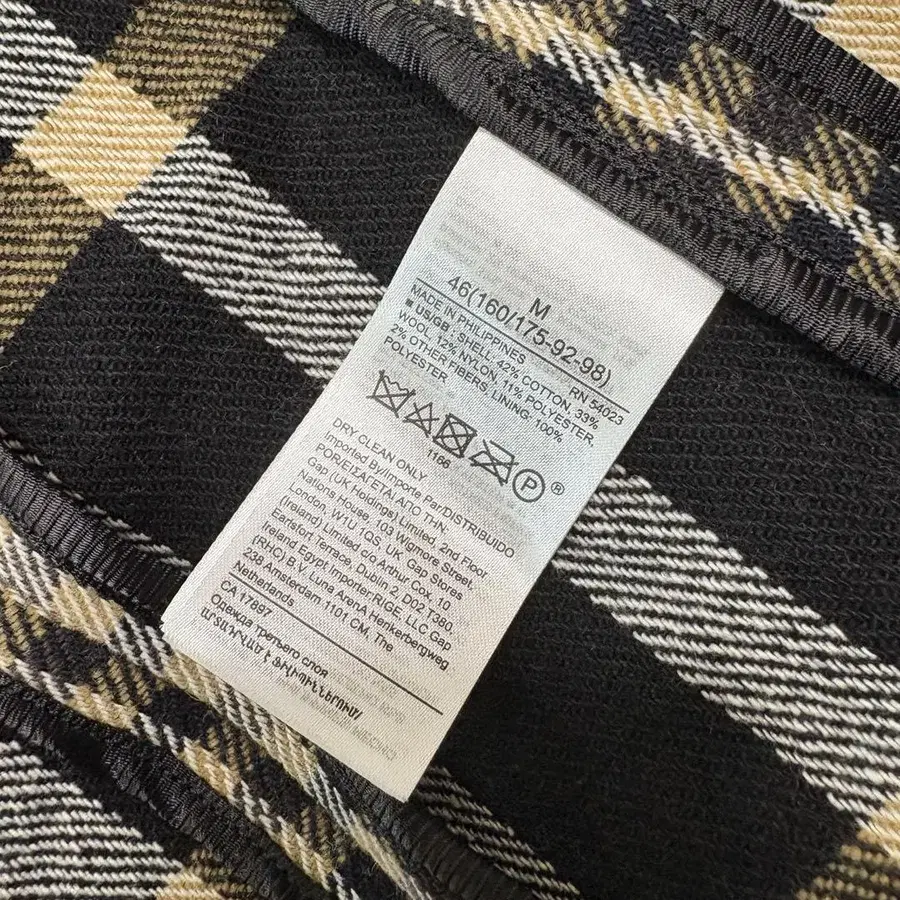 M
46(160/175-92-98)
MADE IN PHILIPPINES RN 54023
■ US/GB : SHELL: 42% COTTON, 33%
WOOL, 12% NYLON, 11% POLYESTER,
2% OTHER FIBERS, LINING: 100%
POLYESTER
P ®
1166
DRY CLEAN ONLY
Imported By/Importe Par/DISTRIBUIDO
POR/ΕΙΣΑΓΕΤΑΙ ΑΠΟ ΤΗΝ.
Gap (UK Holdings) Limited, 2nd Floor
Nations House, 103 Wigmore Street,
London, W1U 1QS, UK, Gap Stores
(Ireland) Limited c/o Arthur Cox, 10
Earlsfort Terrace, Dublin 2, D02 T380,
Ireland Egypt Importer:RIGE, LLC Gap
(RHC) B.V. Luna ArenA Herikerbergweg
238 Amsterdam 1101 CM, The
Netherlands
CA 17897
Одежда третьего слоя
ԱՐՏԱԴՐՎԱԾ Է ՖԻԼԻՊԻՆՆԵՐՈՒՄ/